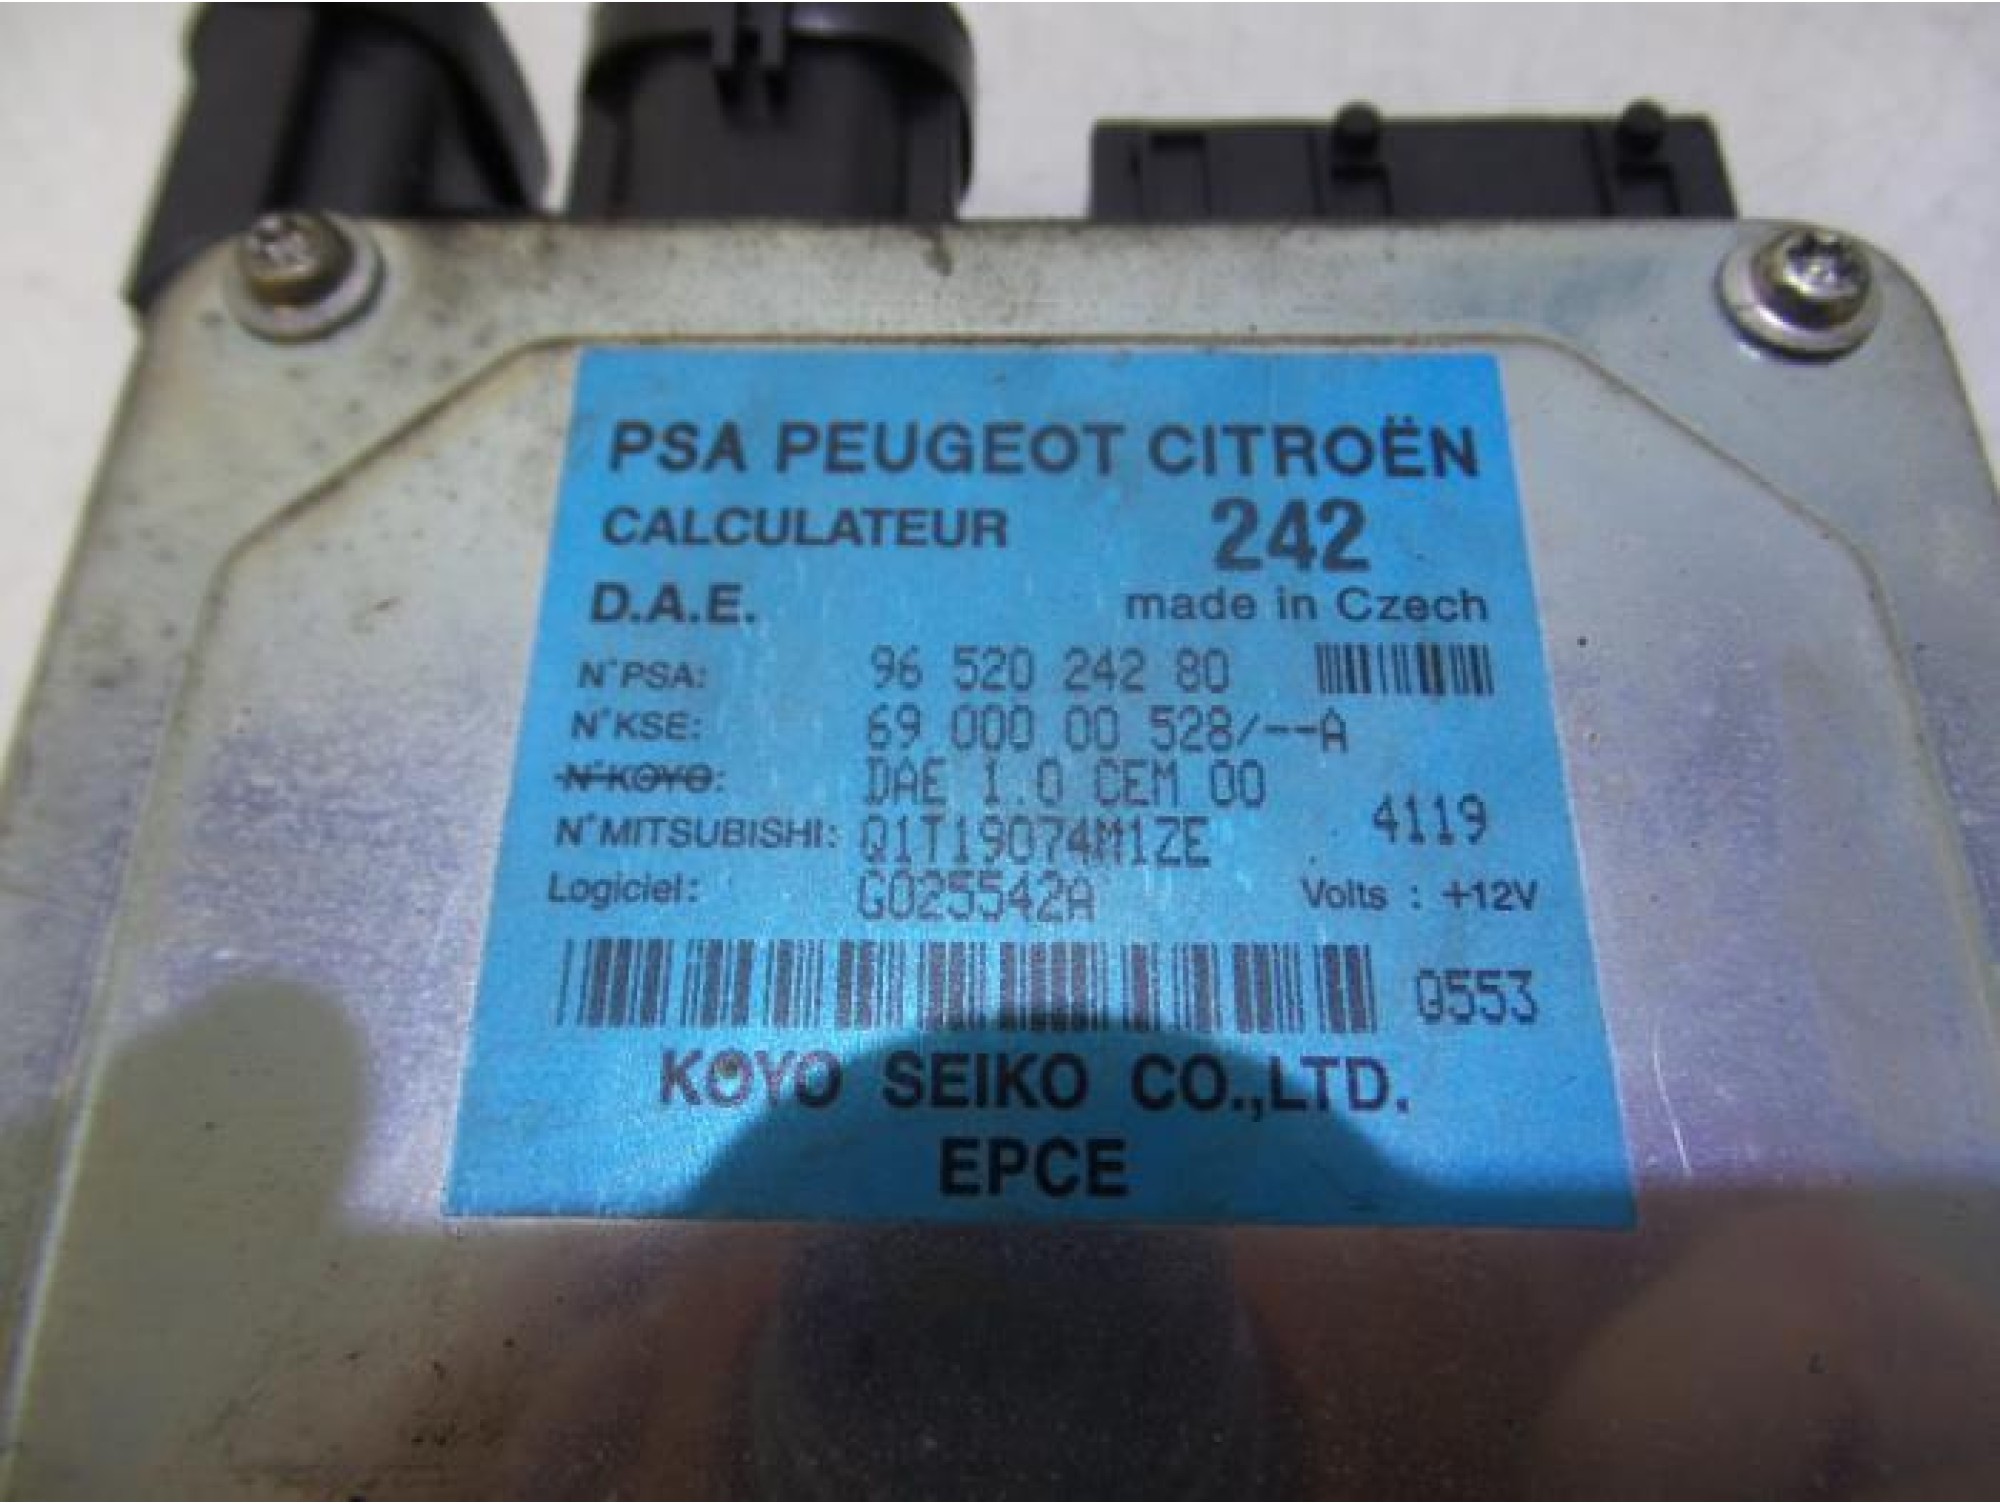 PSA PEUGEOT CITROËN
CALCULATEUR 242
D.A.E. made in Czech
N°PSA: 96 520 242 80
N°KSE: 69 000 00 528/--A
N°KOYO: DAE 1.0 CEM 00
N°MITSUBISHI: Q1T19074M1ZE 4119
Logiciel: G025542A Volts : +12V
Q553
KOYO SEIKO CO.,LTD.
EPCE